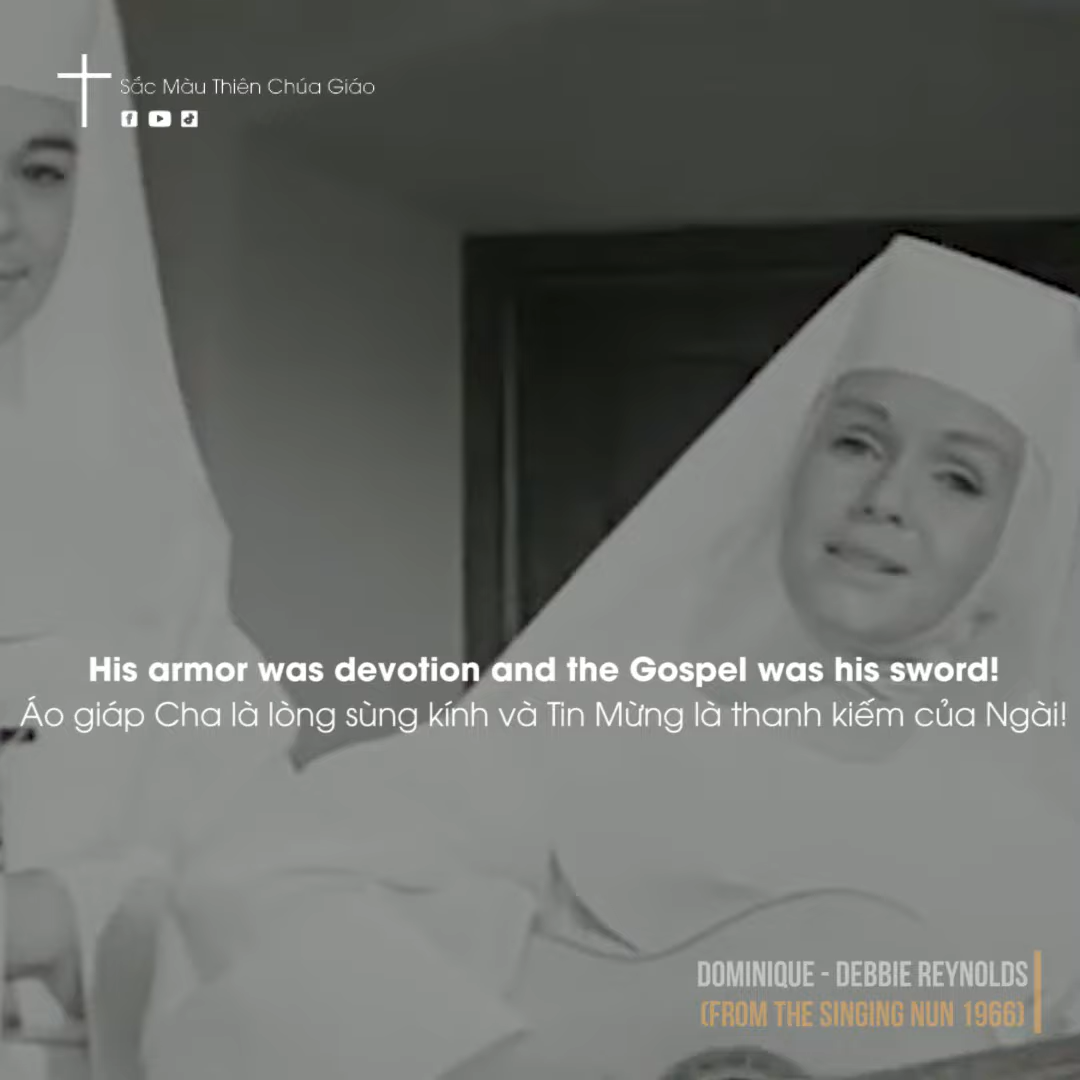 Sắc Màu Thiên Chúa Giáo
His armor was devotion and the Gospel was his sword!
Áo giáp Cha là lòng sùng kính và Tin Mừng là thanh kiếm của Ngài!
DOMINIQUE - DEBBIE REYNOLDS
(FROM THE SINGING NUN 1966)